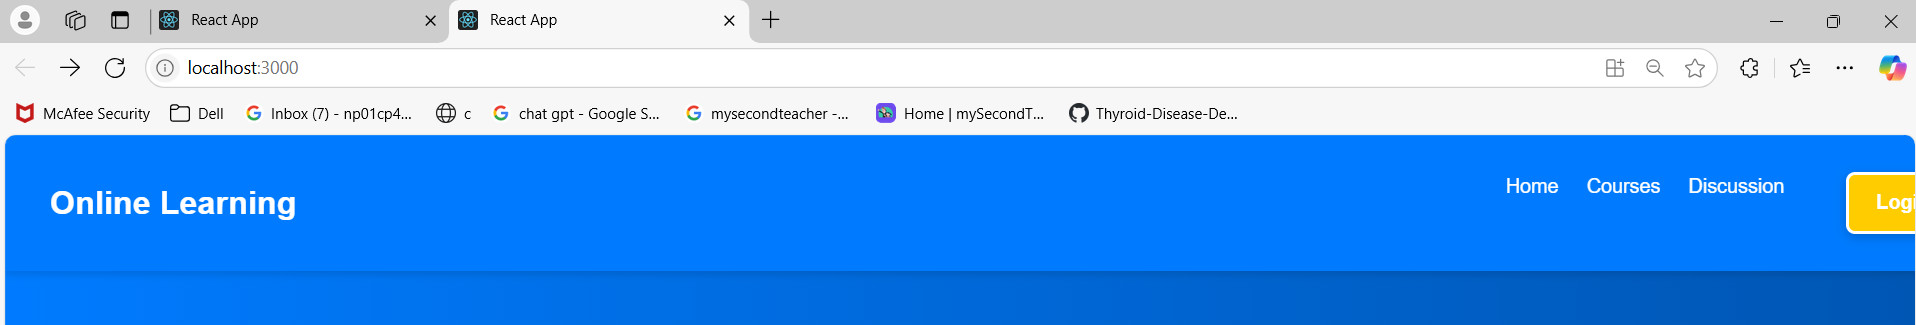 React App
React App
localhost:3000
McAfee Security Dell Inbox (7) - np01cp4... c chat gpt - Google S... mysecondteacher -... Home | mySecondT... Thyroid-Disease-De...
Online Learning
Home Courses Discussion
Logi